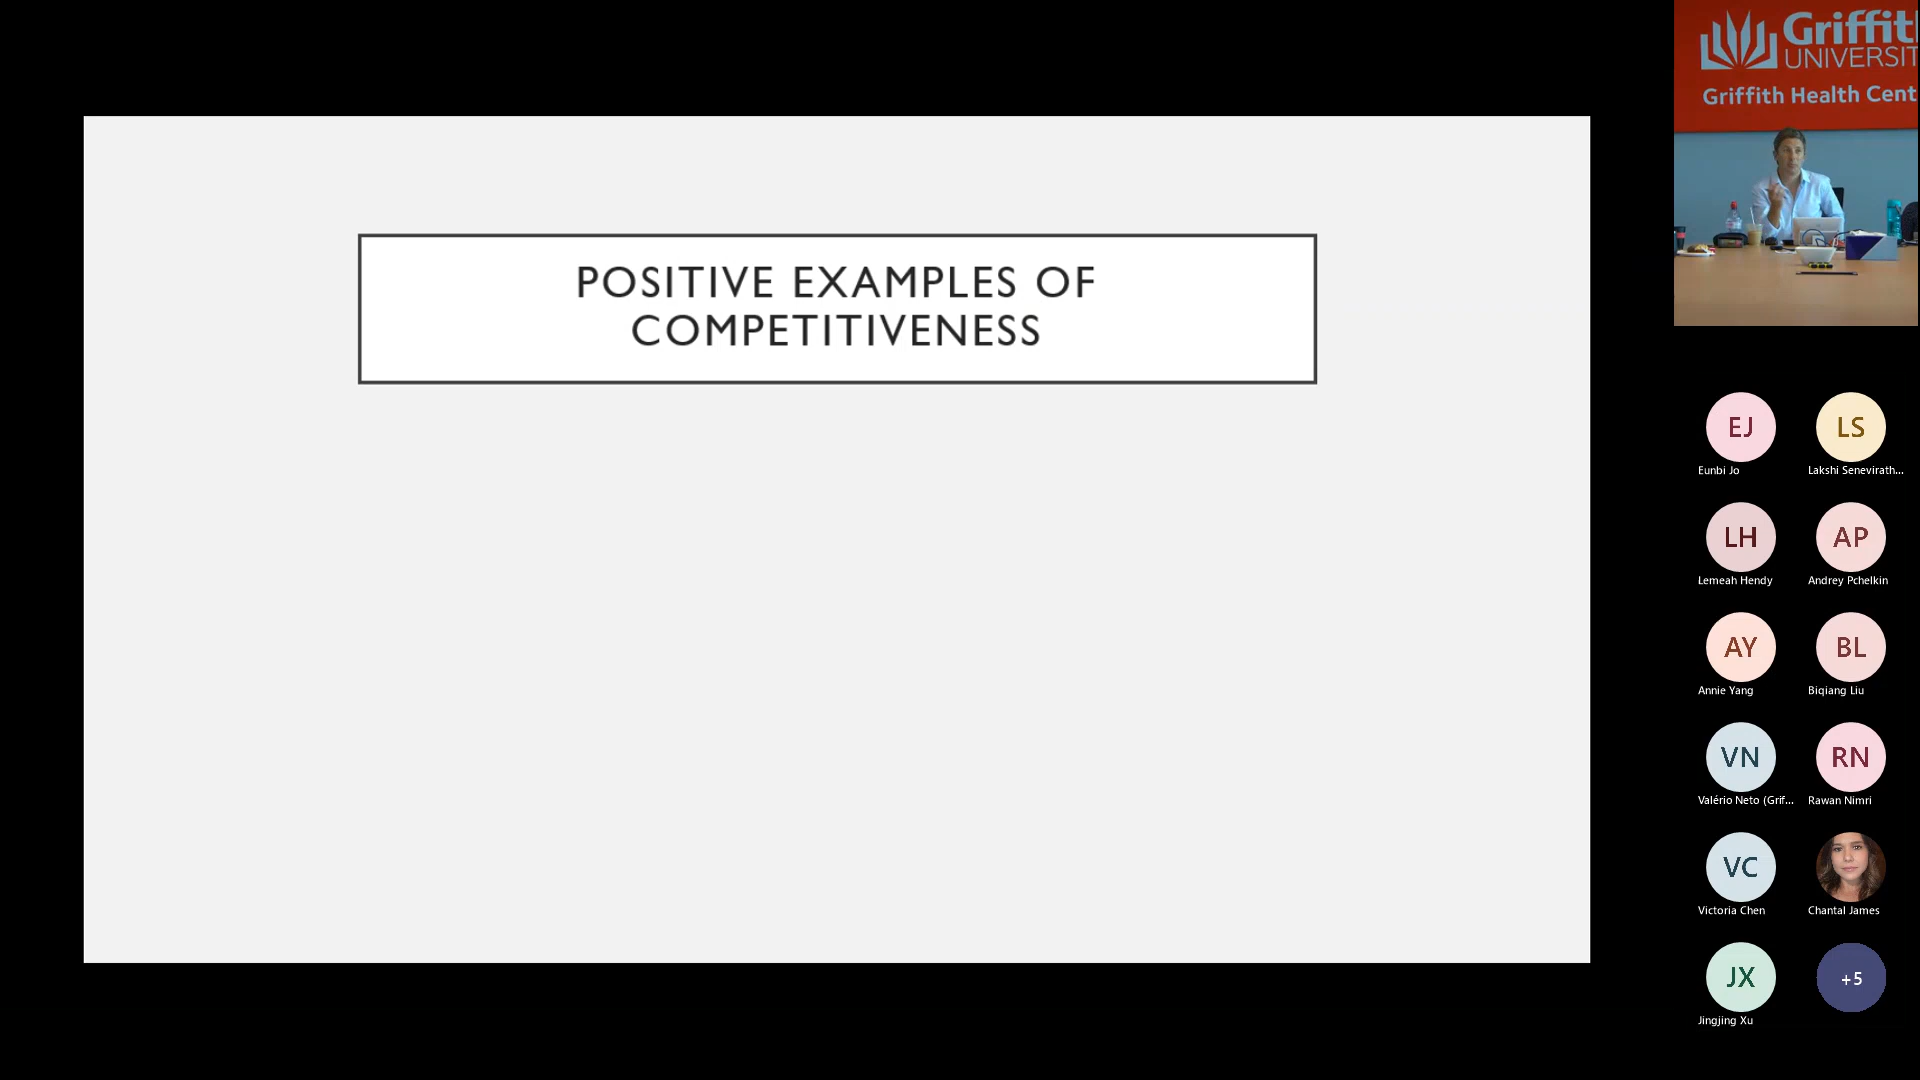 POSITIVE EXAMPLES OF
COMPETITIVENESS
Griffit
UNIVERSIT
Griffith Health Cent
EJ
Eunbi Jo
LS
Lakshi Senevirath...
LH
Lemeah Hendy
AP
Andrey Pchelkin
AY
Annie Yang
BL
Biqiang Liu
VN
Valério Neto (Grif...
RN
Rawan Nimri
VC
Victoria Chen
Chantal James
JX
Jingjing Xu
+5